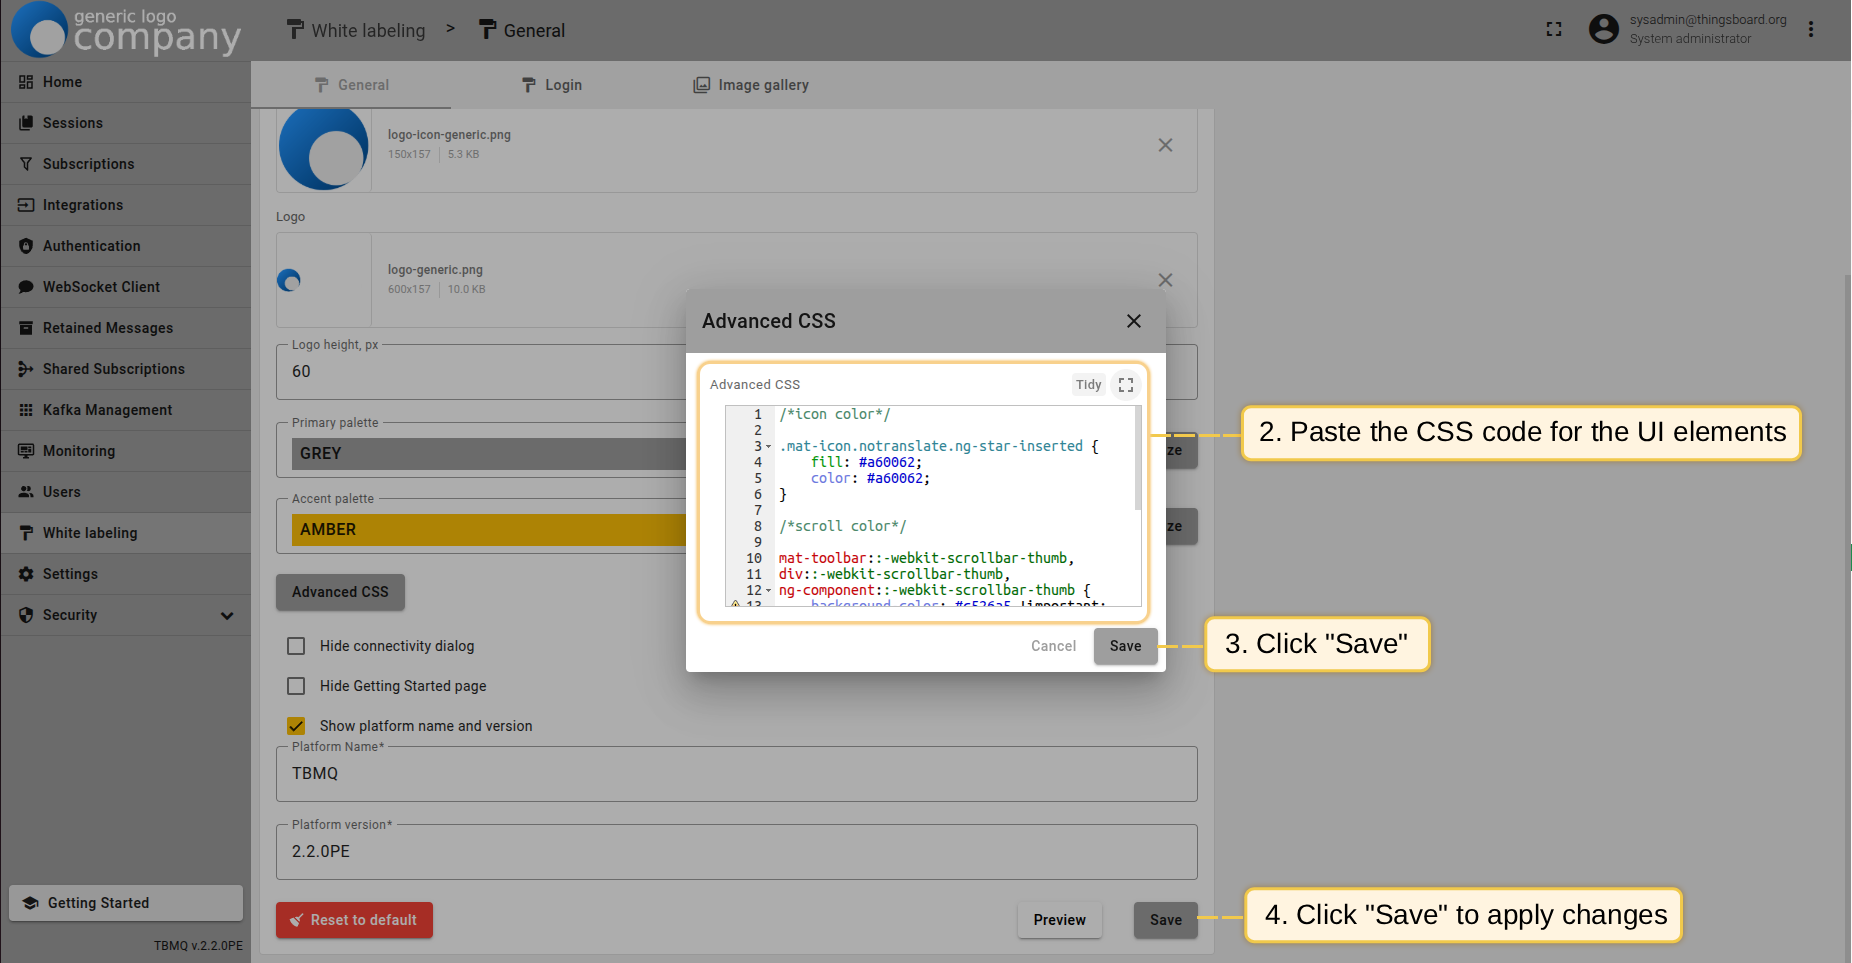 generic logo
company
White labeling > General
sysadmin@thingsboard.org
System administrator
Home
Sessions
Subscriptions
Integrations
Authentication
WebSocket Client
Retained Messages
Shared Subscriptions
Kafka Management
Monitoring
Users
White labeling
Settings
Security
Getting Started
TBMQ v.2.2.0PE
General
Login
Image gallery
logo-icon-generic.png
150x157 5.3 KB
Logo
logo-generic.png
600x157 10.0 KB
Logo height, px
60
Primary palette
GREY
ze
Accent palette
AMBER
ze
Advanced CSS
Hide connectivity dialog
Hide Getting Started page
Show platform name and version
Platform Name*
TBMQ
Platform version*
2.2.0PE
Reset to default
Preview
Save
Advanced CSS
Advanced CSS
Tidy
1 /*icon color*/
2
3 .mat-icon.notranslate.ng-star-inserted {
4 fill: #a60062;
5 color: #a60062;
6 }
7
8 /*scroll color*/
9
10 mat-toolbar::-webkit-scrollbar-thumb,
11 div::-webkit-scrollbar-thumb,
12 ng-component::-webkit-scrollbar-thumb {
13 background-color: #c526a5 !important;
Cancel
Save
2. Paste the CSS code for the UI elements
3. Click "Save"
4. Click "Save" to apply changes